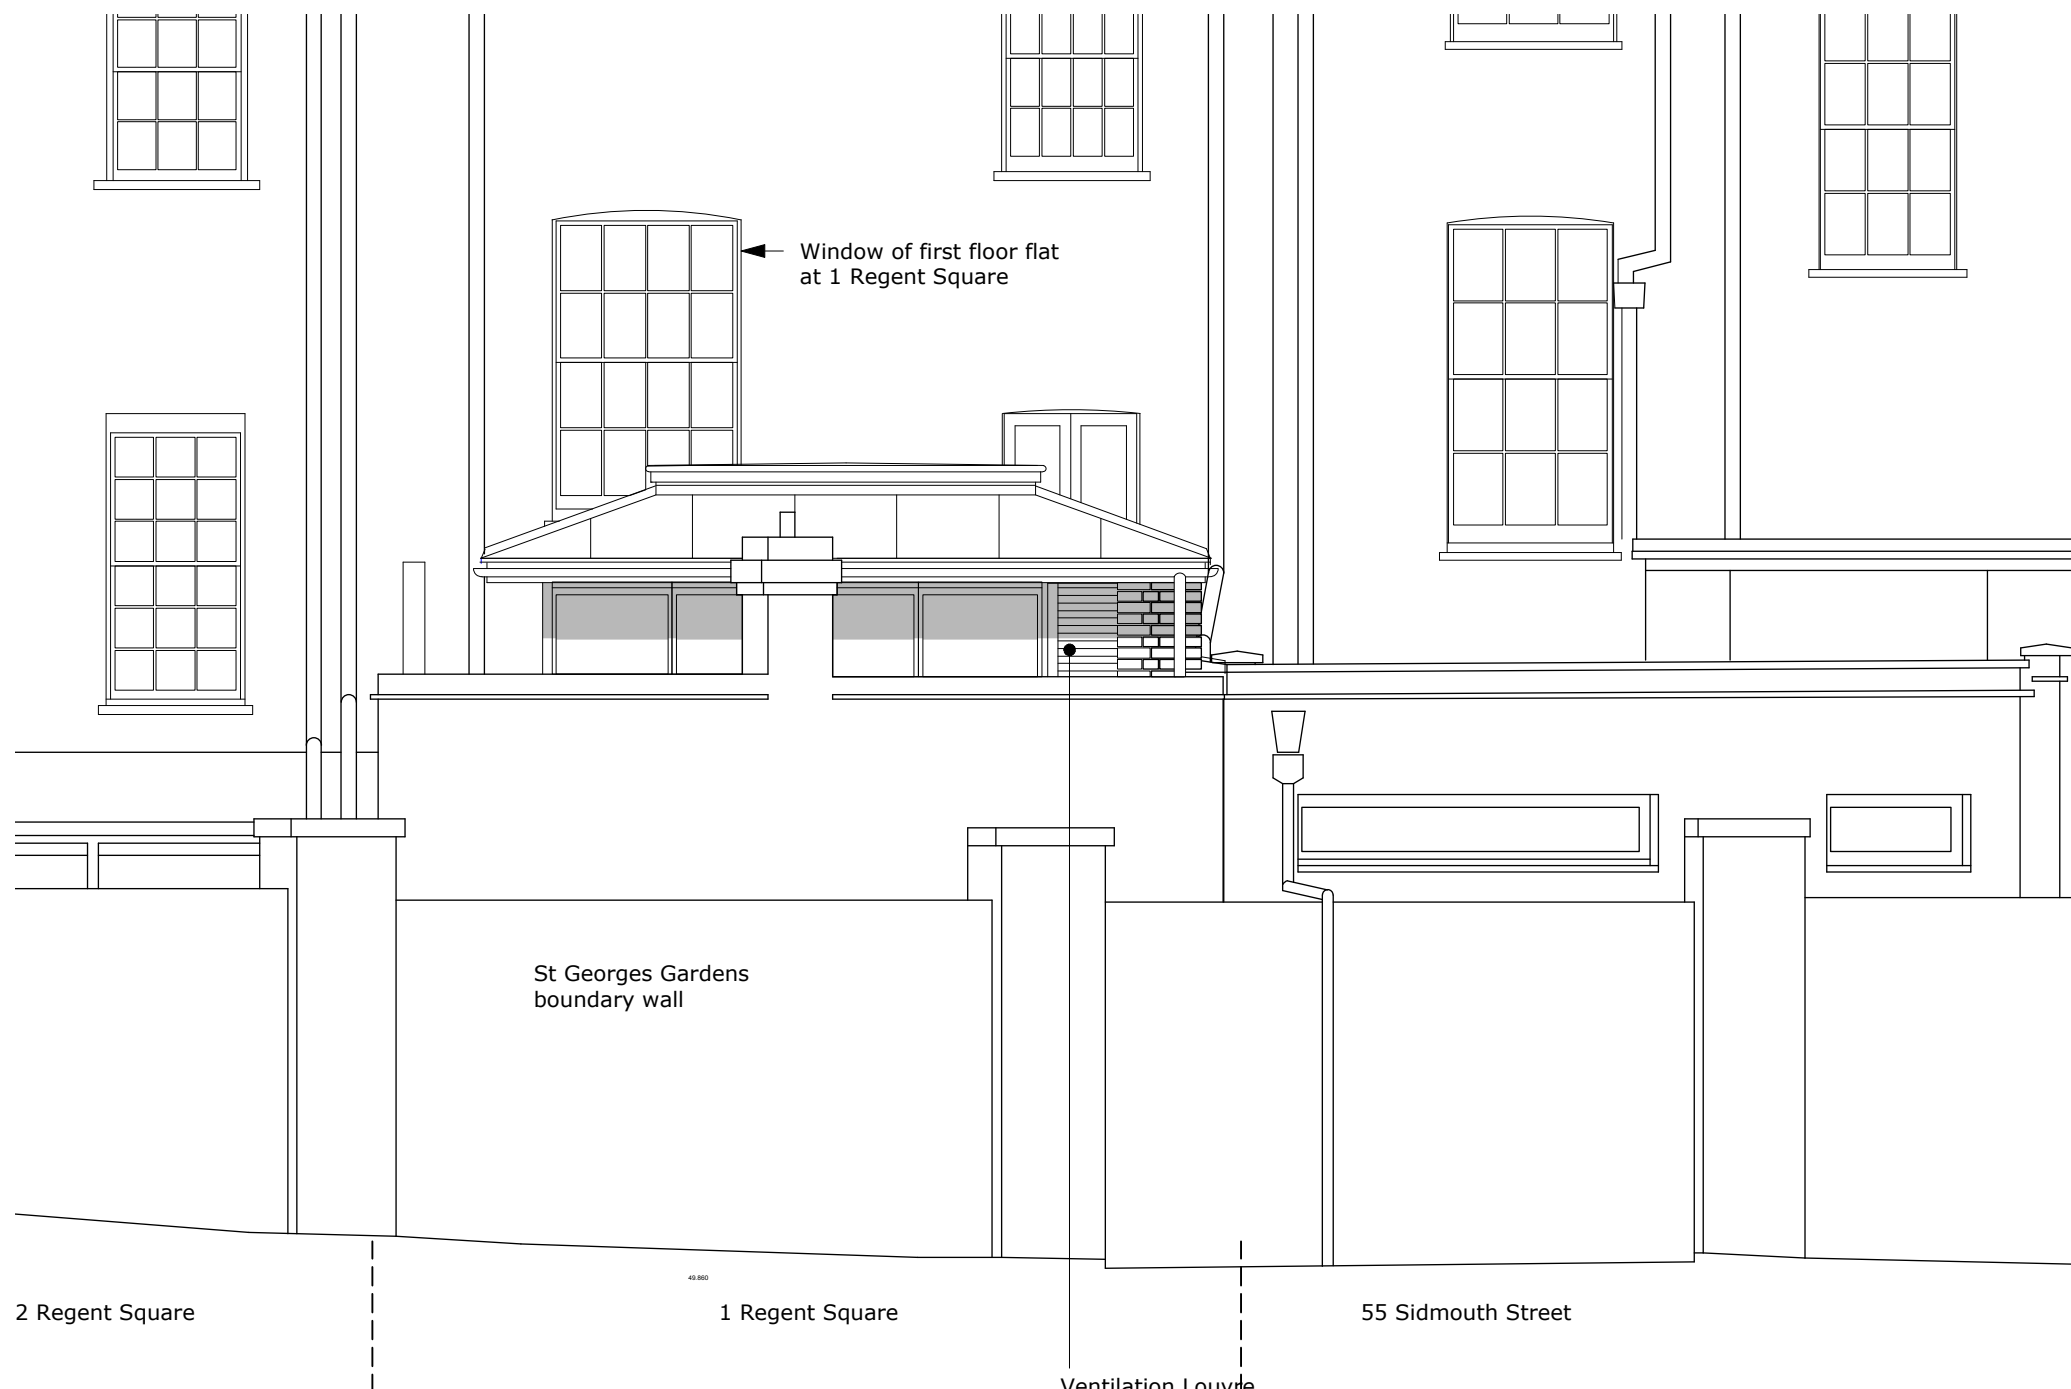 Window of first floor flat
at 1 Regent Square
St Georges Gardens
boundary wall
49.860
2 Regent Square
1 Regent Square
55 Sidmouth Street
Ventilation Louvre